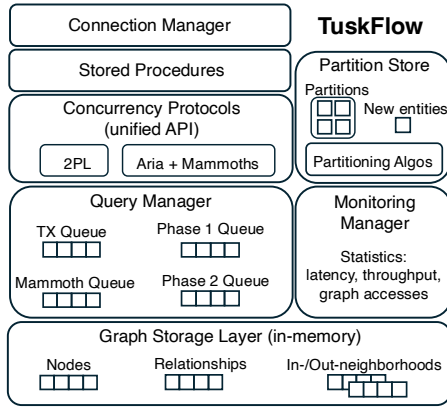 Connection Manager
TuskFlow
Stored Procedures
Partition Store
Partitions
New entities
Partitioning Algos
Concurrency Protocols
(unified API)
2PL
Aria + Mammoths
Query Manager
TX Queue
Phase 1 Queue
Mammoth Queue
Phase 2 Queue
Monitoring
Manager
Statistics:
latency, throughput,
graph accesses
Graph Storage Layer (in-memory)
Nodes
Relationships
In-/Out-neighborhoods